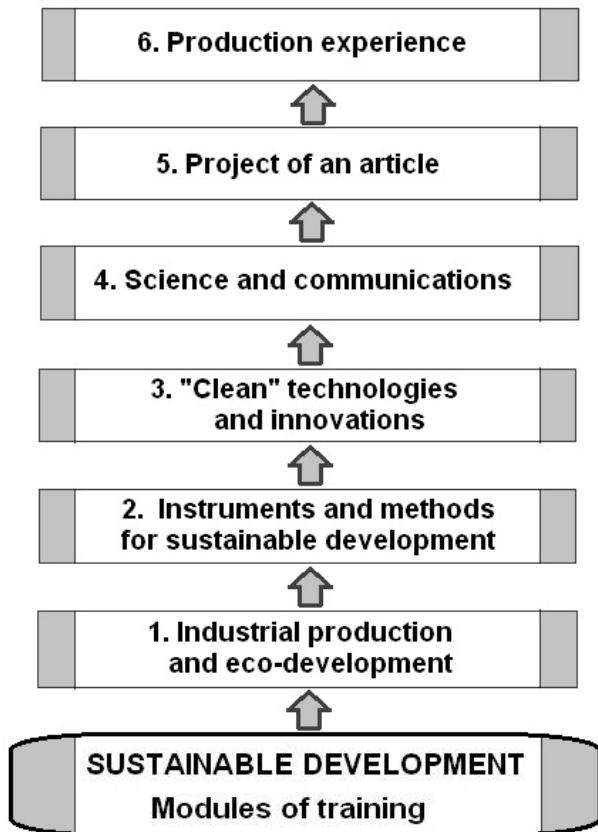 6. Production experience
5. Project of an article
4. Science and communications
3. "Clean" technologies
and innovations
2. Instruments and methods
for sustainable development
1. Industrial production
and eco-development
SUSTAINABLE DEVELOPMENT
Modules of training